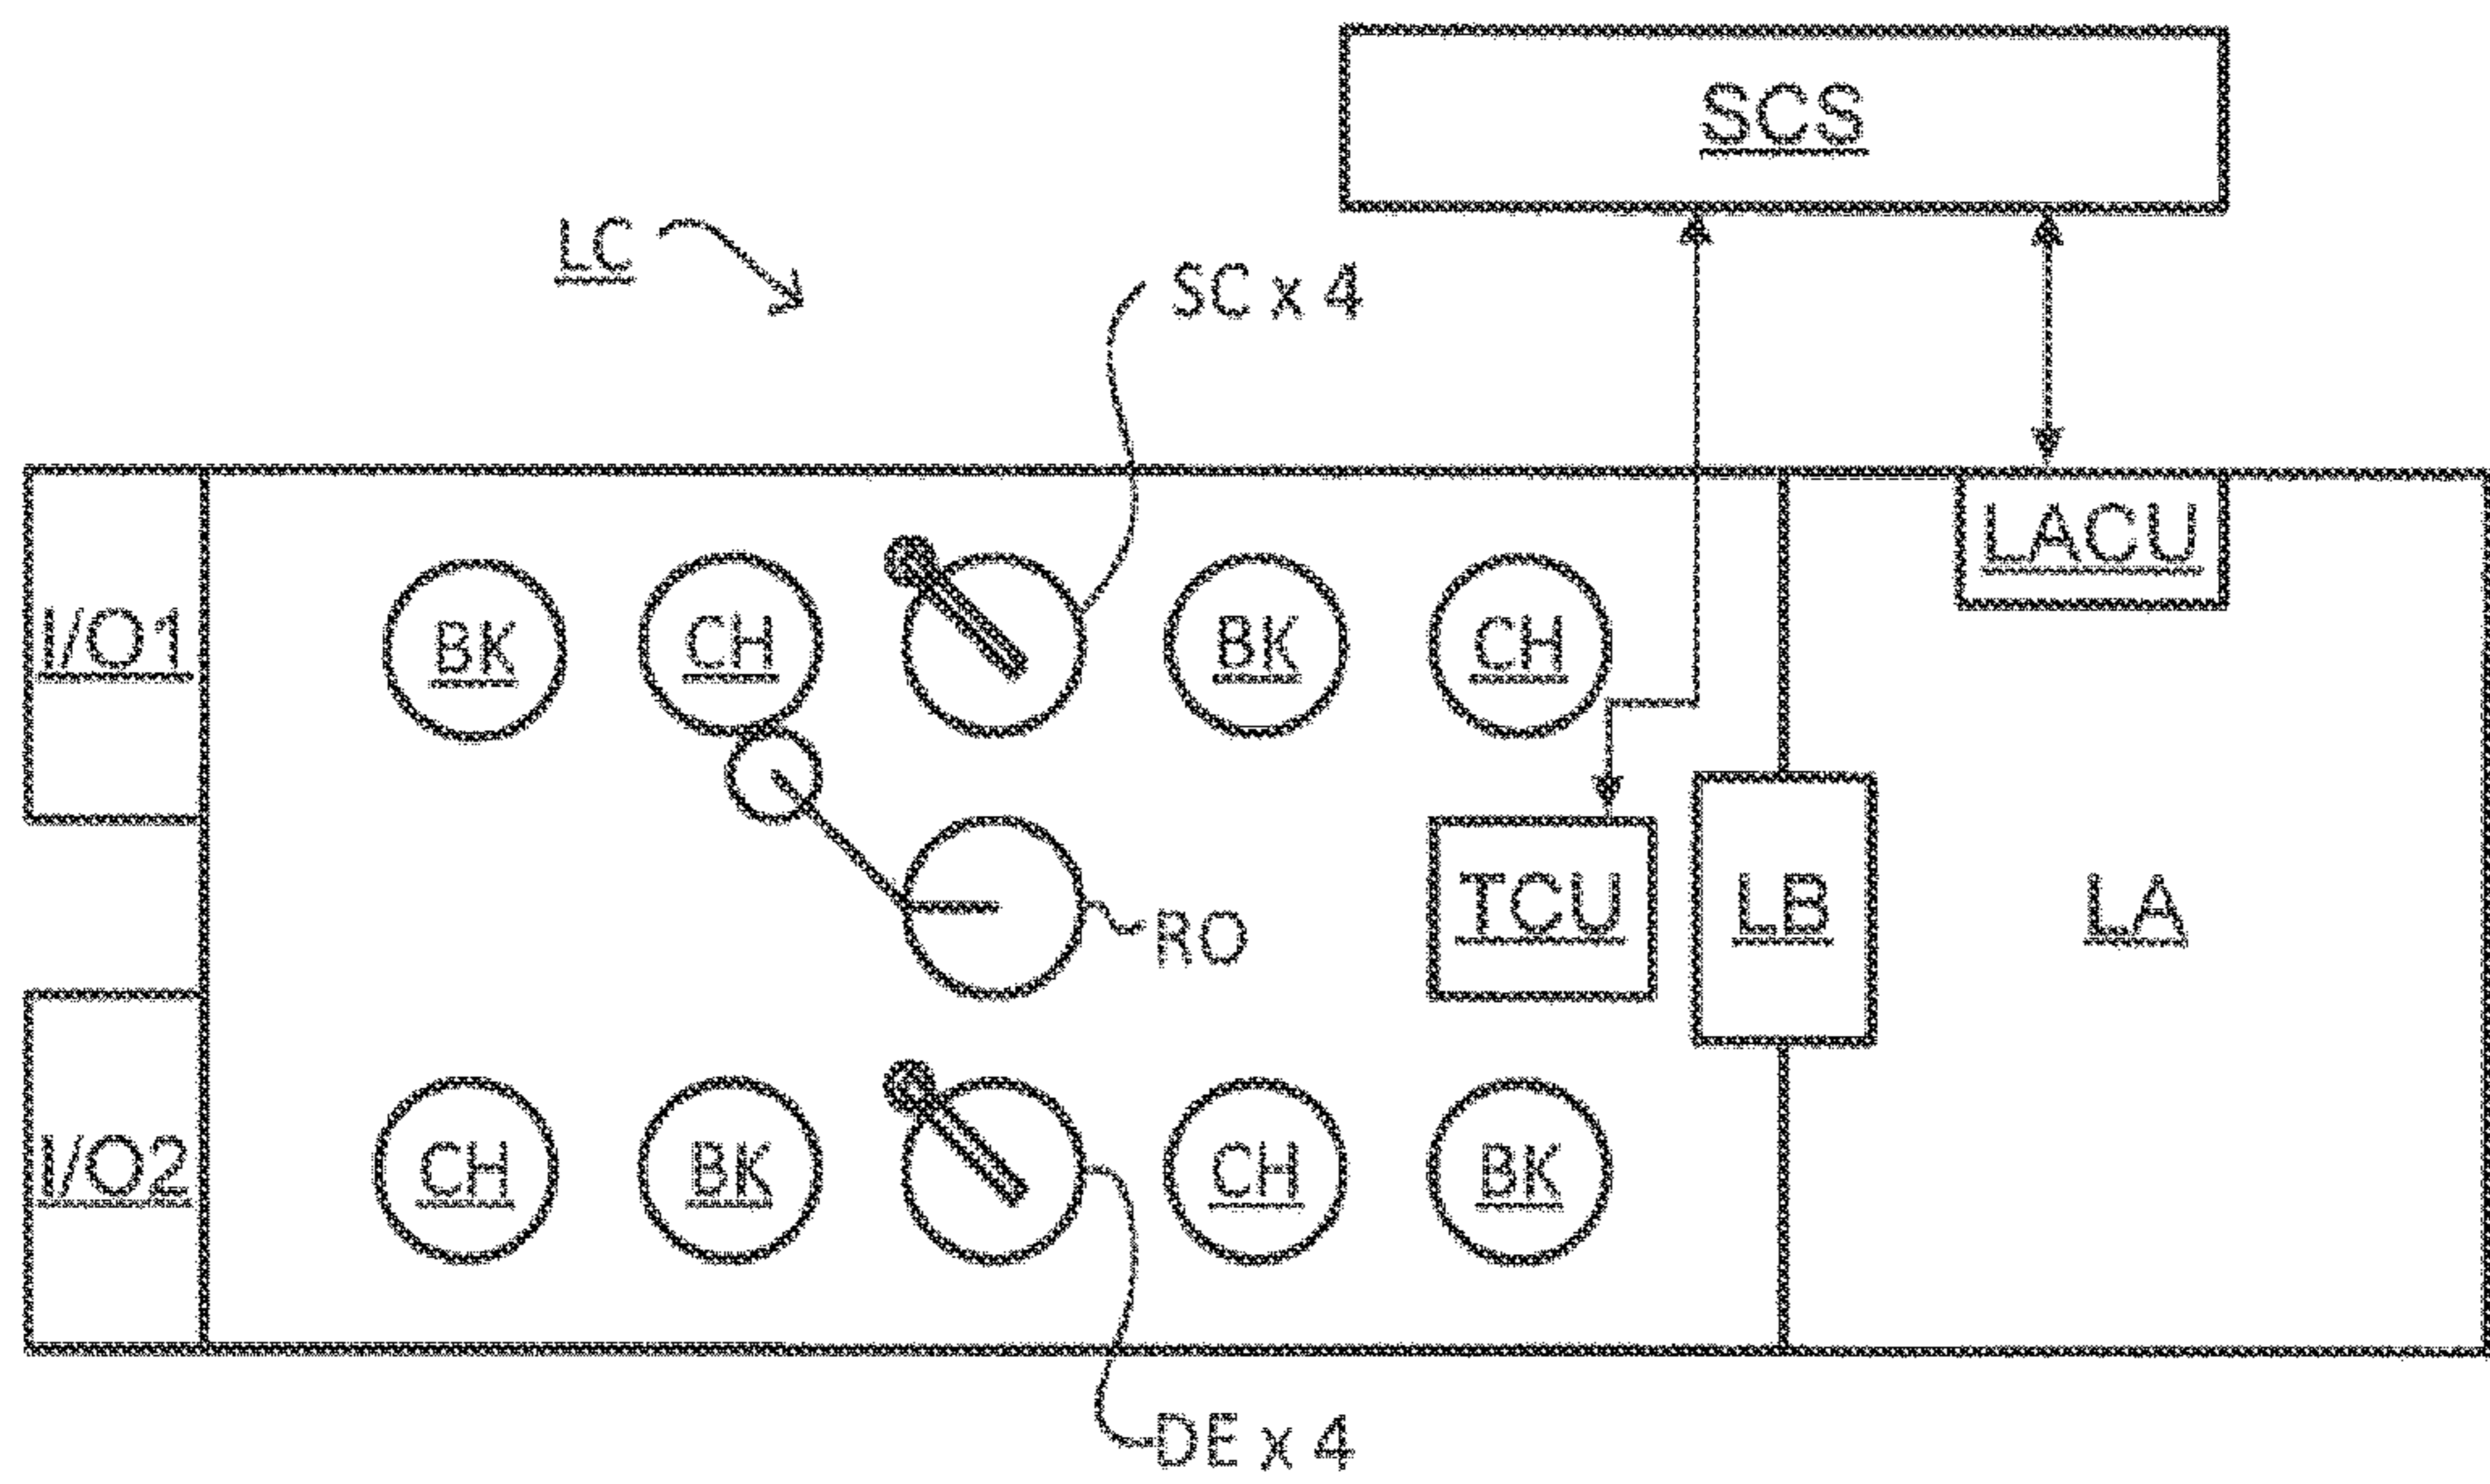 SCS
LC
SC x 4
LACU
I/O1
BK
CH
BK
CH
RO
TCU
LB
LA
I/O2
CH
BK
CH
BK
DE x 4